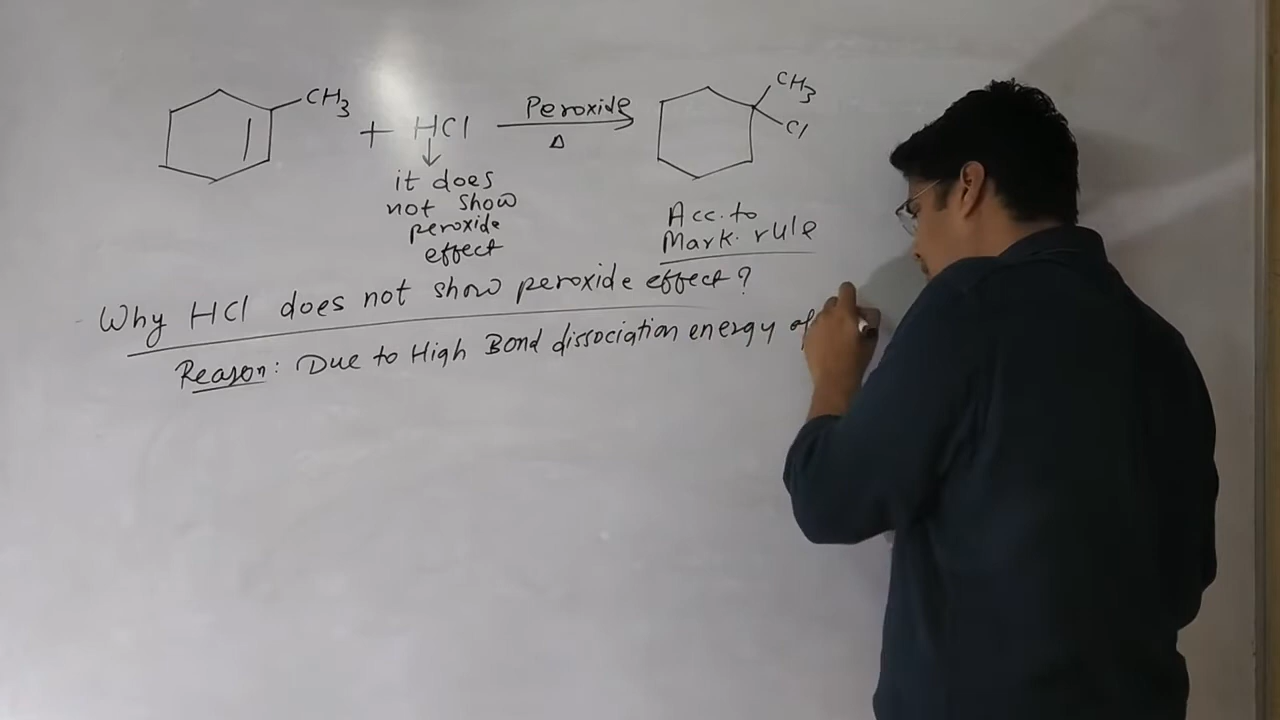 CH3
+ HCl
Peroxide
Δ
CH3
Cl
it does
not show
peroxide
effect
Acc. to
Mark. rule
Why HCl does not show peroxide effect?
Reason: Due to High Bond dissociation energy of